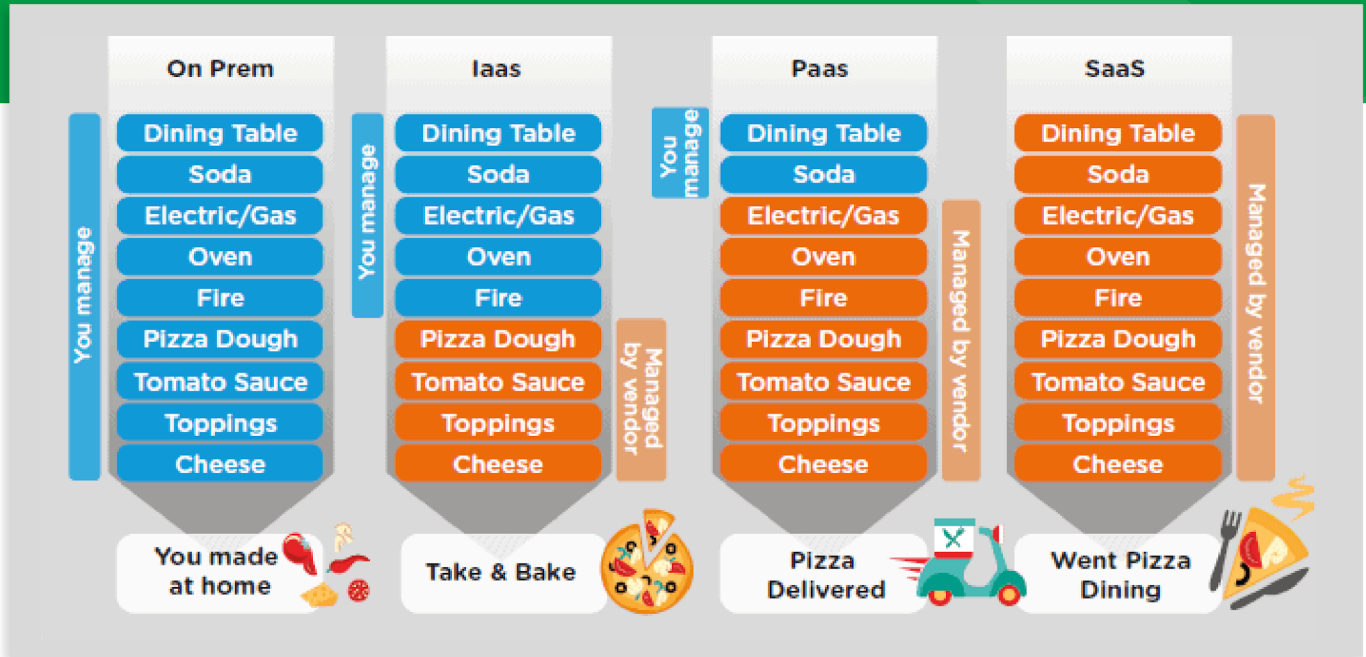 On Prem
Iaas
Paas
SaaS
You manage
Dining Table
Soda
Electric/Gas
Oven
Fire
Pizza Dough
Tomato Sauce
Toppings
Cheese
You made
at home
You manage
Dining Table
Soda
Electric/Gas
Oven
Fire
Pizza Dough
Tomato Sauce
Toppings
Cheese
Managed
by vendor
Take & Bake
You
manage
Dining Table
Soda
Electric/Gas
Oven
Fire
Pizza Dough
Tomato Sauce
Toppings
Cheese
Managed by vendor
Pizza
Delivered
Dining Table
Soda
Electric/Gas
Oven
Fire
Pizza Dough
Tomato Sauce
Toppings
Cheese
Managed by vendor
Went Pizza
Dining